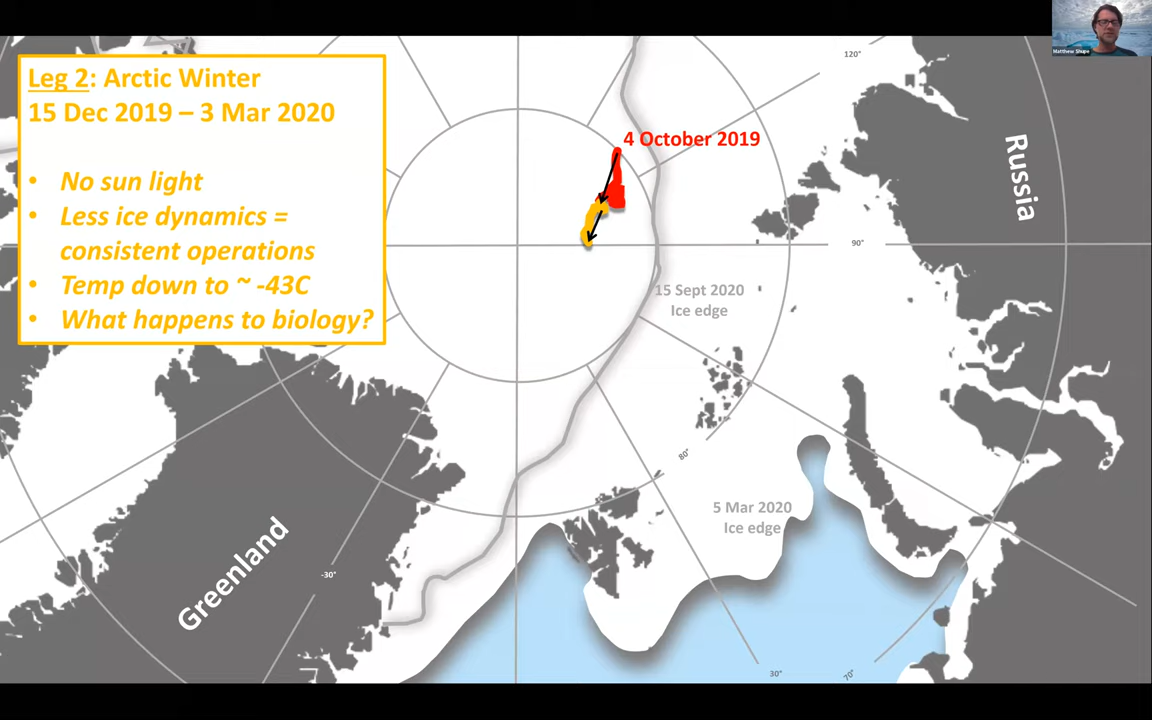 Matthew Shupe
Leg 2: Arctic Winter
15 Dec 2019 – 3 Mar 2020
• No sun light
• Less ice dynamics =
consistent operations
• Temp down to ~ -43C
• What happens to biology?
120°
4 October 2019
Russia
90°
15 Sept 2020
Ice edge
80°
5 Mar 2020
Ice edge
Greenland
-30°
30°
70°